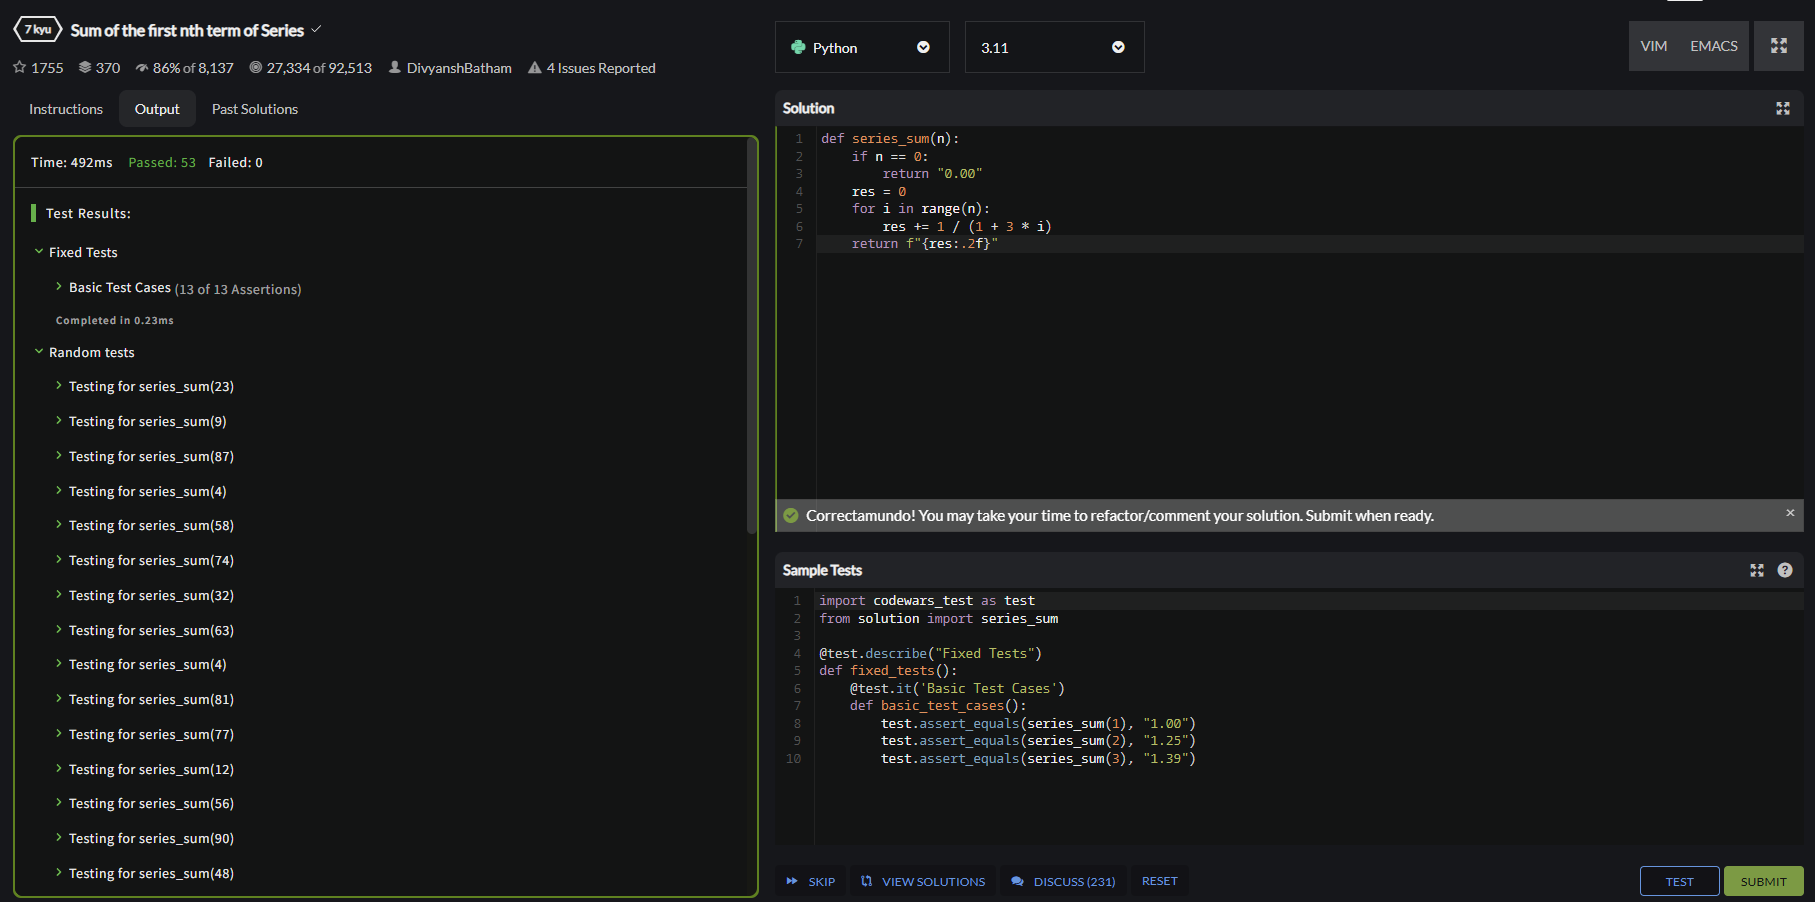 7 kyu Sum of the first nth term of Series
1755 370 86% of 8,137 27,334 of 92,513 DivyanshBatham 4 Issues Reported
Instructions Output Past Solutions
Time: 492ms Passed: 53 Failed: 0
Test Results:
Fixed Tests
Basic Test Cases (13 of 13 Assertions)
Completed in 0.23ms
Random tests
Testing for series_sum(23)
Testing for series_sum(9)
Testing for series_sum(87)
Testing for series_sum(4)
Testing for series_sum(58)
Testing for series_sum(74)
Testing for series_sum(32)
Testing for series_sum(63)
Testing for series_sum(4)
Testing for series_sum(81)
Testing for series_sum(77)
Testing for series_sum(12)
Testing for series_sum(56)
Testing for series_sum(90)
Testing for series_sum(48)
Python 3.11 VIM EMACS
Solution
1 def series_sum(n):
2     if n == 0:
3         return "0.00"
4     res = 0
5     for i in range(n):
6         res += 1 / (1 + 3 * i)
7     return f"{res:.2f}"
Correctamundo! You may take your time to refactor/comment your solution. Submit when ready. ×
Sample Tests ?
1 import codewars_test as test
2 from solution import series_sum
3
4 @test.describe("Fixed Tests")
5 def fixed_tests():
6     @test.it('Basic Test Cases')
7     def basic_test_cases():
8         test.assert_equals(series_sum(1), "1.00")
9         test.assert_equals(series_sum(2), "1.25")
10         test.assert_equals(series_sum(3), "1.39")
SKIP VIEW SOLUTIONS DISCUSS (231) RESET TEST SUBMIT